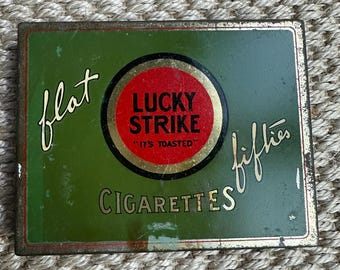 flat
LUCKY
STRIKE
"IT'S TOASTED"
fifties
CIGARETTES